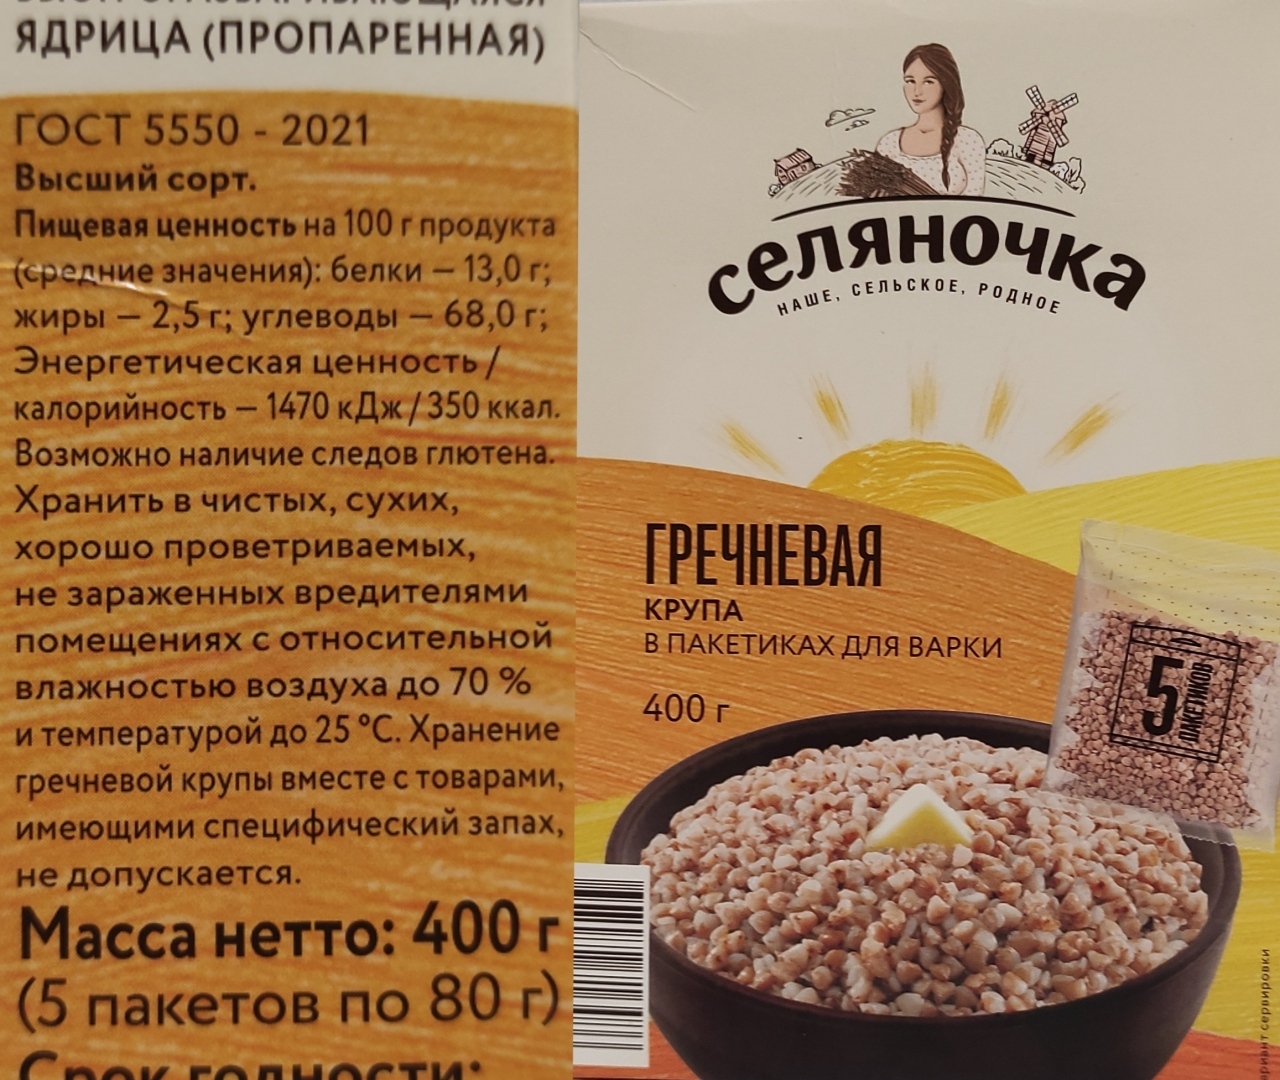 ЯДРИЦА (ПРОПАРЕННАЯ)
ГОСТ 5550 - 2021
Высший сорт.
Пищевая ценность на 100 г продукта
(средние значения): белки — 13,0 г;
жиры — 2,5 г; углеводы — 68,0 г;
Энергетическая ценность /
калорийность — 1470 кДж / 350 ккал.
Возможно наличие следов глютена.
Хранить в чистых, сухих,
хорошо проветриваемых,
не зараженных вредителями
помещениях с относительной
влажностью воздуха до 70 %
и температурой до 25 °С. Хранение
гречневой крупы вместе с товарами,
имеющими специфический запах,
не допускается.
Масса нетто: 400 г
(5 пакетов по 80 г)
Срок годности:
селяночка
НАШЕ, СЕЛЬСКОЕ, РОДНОЕ
ГРЕЧНЕВАЯ
КРУПА
В ПАКЕТИКАХ ДЛЯ ВАРКИ
400 г
5
ПАКЕТИКОВ
сервировки